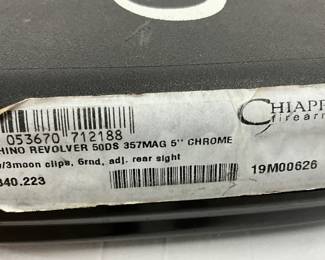 CHIAPP
firearm
053670 712188
HINO REVOLVER 50DS 357MAG 5" CHROME
w/3moon clips, 6rnd, adj. rear sight
340.223
19M00626